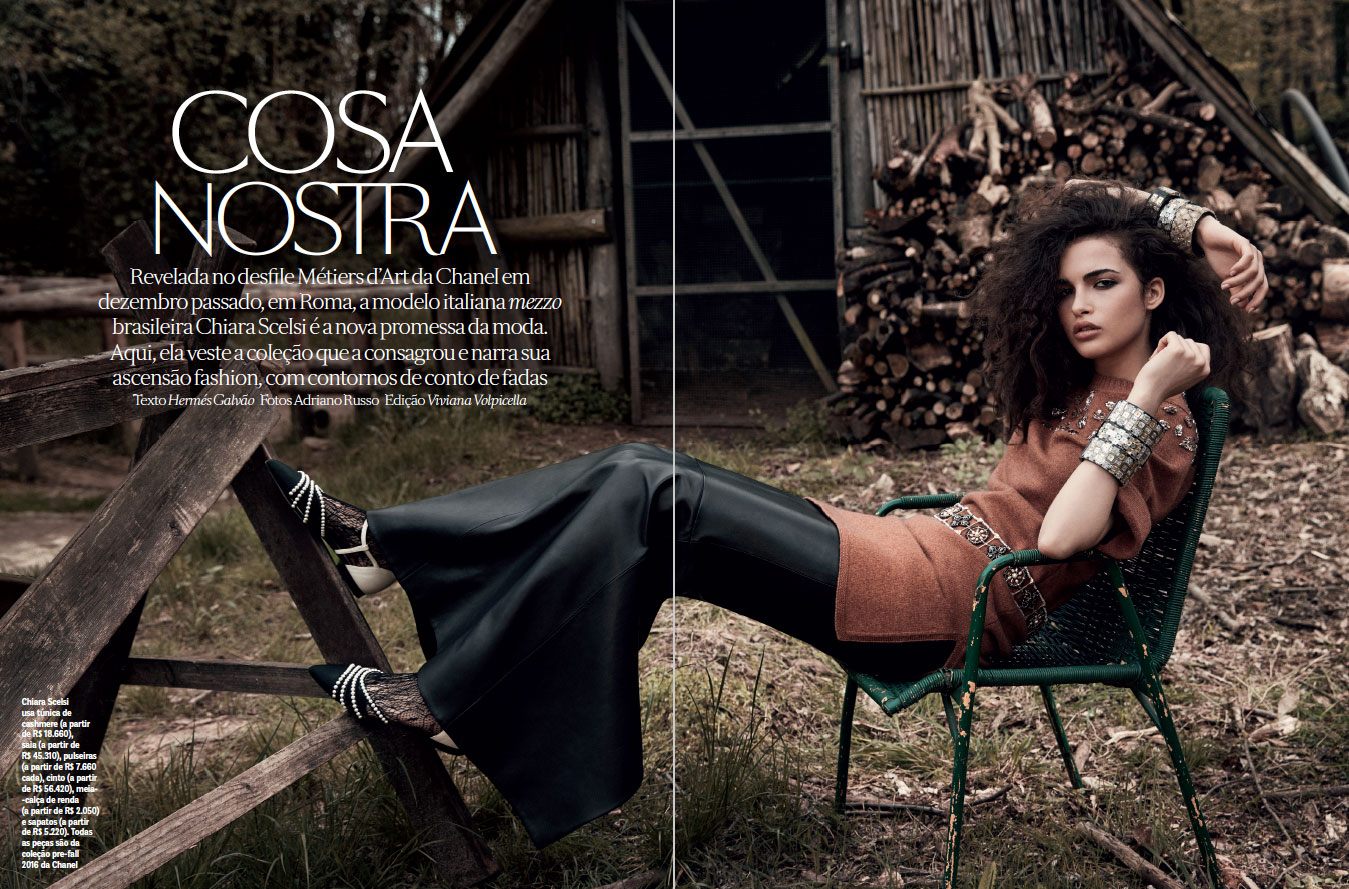 COSA
NOSTRA
Revelada no desfile Métiers d’Art da Chanel em
dezembro passado, em Roma, a modelo italiana mezzo
brasileira Chiara Scelsi é a nova promessa da moda.
Aqui, ela veste a coleção que a consagrou e narra sua
ascensão fashion, com contornos de conto de fadas
Texto Hermés Galvão Fotos Adriano Russo Edição Viviana Volpicella
Chiara Scelsi
usa túnica de
cashmere (a partir
de R$ 18.660),
saia (a partir de
R$ 45.310), pulseiras
(a partir de R$ 7.660
cada), cinto (a partir
de R$ 56.420), meia-
-calça de renda
(a partir de R$ 2.050)
e sapatos (a partir
de R$ 5.220). Todas
as peças são da
coleção pre-fall
2016 da Chanel